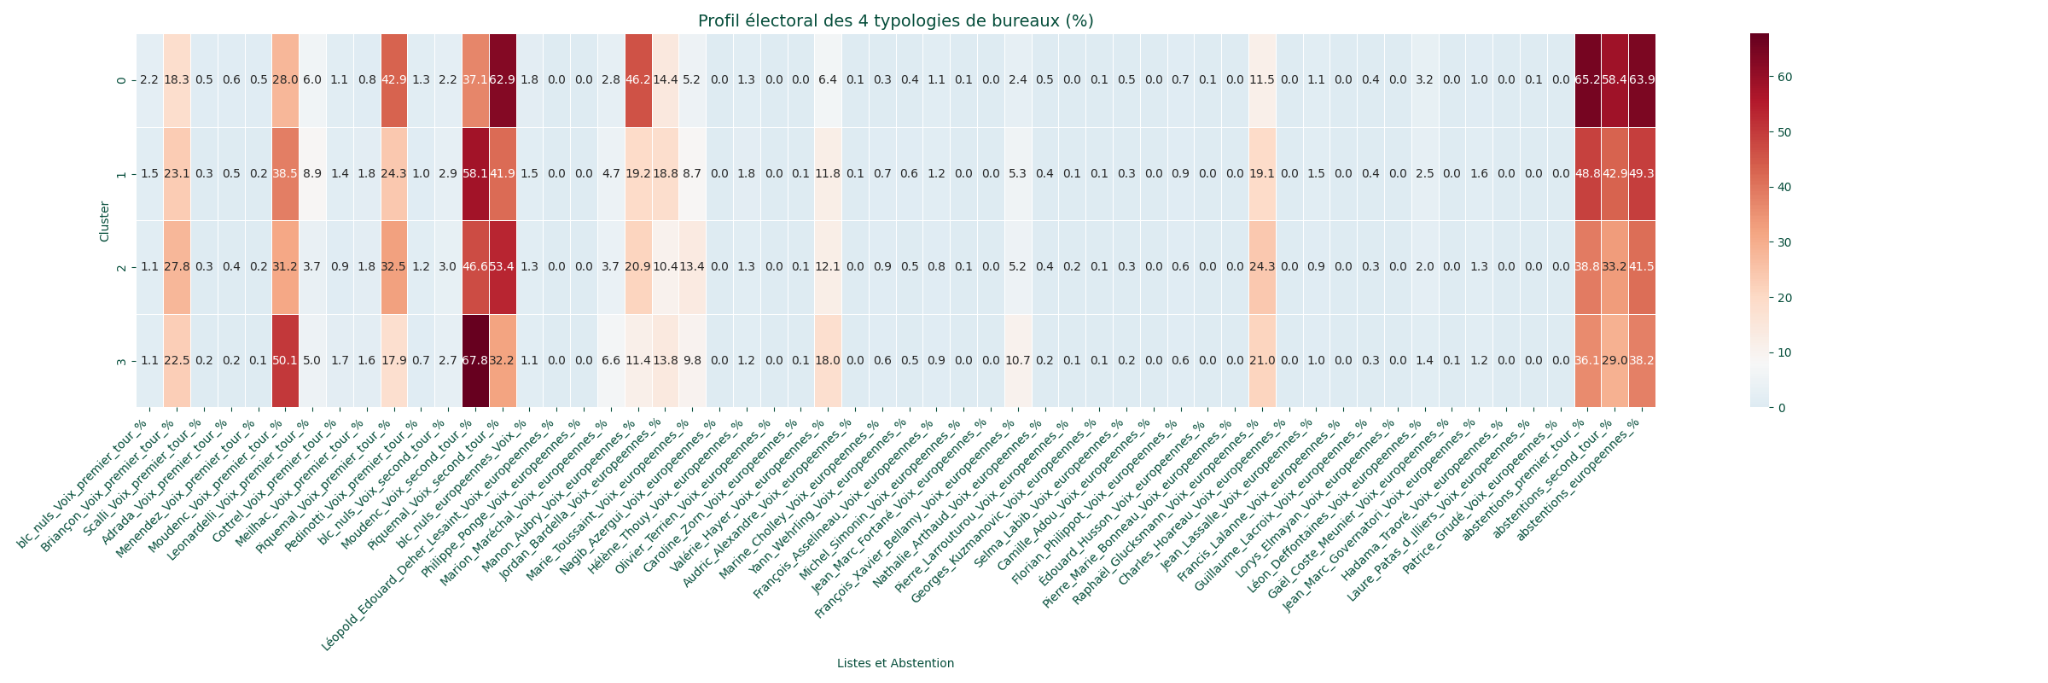 Profil électoral des 4 typologies de bureaux (%)
Cluster
0 2.2 18.3 0.5 0.6 0.5 28.0 6.0 1.1 0.8 42.9 1.3 2.2 37.1 62.9 1.8 0.0 0.0 2.8 46.2 14.4 5.2 0.0 1.3 0.0 0.0 6.4 0.1 0.3 0.4 1.1 0.1 0.0 2.4 0.5 0.0 0.1 0.5 0.0 0.7 0.1 0.0 11.5 0.0 1.1 0.0 0.4 0.0 3.2 0.0 1.0 0.0 0.1 0.0 65.2 58.4 63.9
1 1.5 23.1 0.3 0.5 0.2 38.5 8.9 1.4 1.8 24.3 1.0 2.9 58.1 41.9 1.5 0.0 0.0 4.7 19.2 18.8 8.7 0.0 1.8 0.0 0.1 11.8 0.1 0.7 0.6 1.2 0.0 0.0 5.3 0.4 0.1 0.1 0.3 0.0 0.9 0.0 0.0 19.1 0.0 1.5 0.0 0.4 0.0 2.5 0.0 1.6 0.0 0.0 0.0 48.8 42.9 49.3
2 1.1 27.8 0.3 0.4 0.2 31.2 3.7 0.9 1.8 32.5 1.2 3.0 46.6 53.4 1.3 0.0 0.0 3.7 20.9 10.4 13.4 0.0 1.3 0.0 0.1 12.1 0.0 0.9 0.5 0.8 0.1 0.0 5.2 0.4 0.2 0.1 0.3 0.0 0.6 0.0 0.0 24.3 0.0 0.9 0.0 0.3 0.0 2.0 0.0 1.3 0.0 0.0 0.0 38.8 33.2 41.5
3 1.1 22.5 0.2 0.2 0.1 50.1 5.0 1.7 1.6 17.9 0.7 2.7 67.8 32.2 1.1 0.0 0.0 6.6 11.4 13.8 9.8 0.0 1.2 0.0 0.1 18.0 0.0 0.6 0.5 0.9 0.0 0.0 10.7 0.2 0.1 0.1 0.2 0.0 0.6 0.0 0.0 21.0 0.0 1.0 0.0 0.3 0.0 1.4 0.1 1.2 0.0 0.0 0.0 36.1 29.0 38.2
blc_nuls_voix_premier_tour_%
Briançon_Voix_premier_tour_%
Scalli_Voix_premier_tour_%
Adrada_Voix_premier_tour_%
Menendez_Voix_premier_tour_%
Moudenc_Voix_premier_tour_%
Leonardelli_Voix_premier_tour_%
Cottrel_Voix_premier_tour_%
Meilhac_Voix_premier_tour_%
Piquemal_Voix_premier_tour_%
Pedinotti_Voix_premier_tour_%
blc_nuls_Voix_second_tour_%
Moudenc_Voix_second_tour_%
Piquemal_Voix_second_tour_%
blc_nuls_europeennes_Voix_%
Léopold_Edouard_Deher_Lesaint_Voix_europeennes_%
Philippe_Ponge_Voix_europeennes_%
Marion_Maréchal_Voix_europeennes_%
Manon_Aubry_Voix_europeennes_%
Jordan_Bardella_Voix_europeennes_%
Marie_Toussaint_Voix_europeennes_%
Nagib_Azergui_Voix_europeennes_%
Hélène_Thouy_Voix_europeennes_%
Olivier_Terrien_Voix_europeennes_%
Caroline_Zorn_Voix_europeennes_%
Valérie_Hayer_Voix_europeennes_%
Audric_Alexandre_Voix_europeennes_%
Marine_Cholley_Voix_europeennes_%
Yann_Wehrling_Voix_europeennes_%
François_Asselineau_Voix_europeennes_%
Michel_Simonin_Voix_europeennes_%
Jean_Marc_Fortané_Voix_europeennes_%
François_Xavier_Bellamy_Voix_europeennes_%
Nathalie_Arthaud_Voix_europeennes_%
Pierre_Larrouturou_Voix_europeennes_%
Georges_Kuzmanovic_Voix_europeennes_%
Selma_Labib_Voix_europeennes_%
Camille_Adou_Voix_europeennes_%
Florian_Philippot_Voix_europeennes_%
Édouard_Husson_Voix_europeennes_%
Pierre_Marie_Bonneau_Voix_europeennes_%
Raphaël_Glucksmann_Voix_europeennes_%
Charles_Hoareau_Voix_europeennes_%
Jean_Lassalle_Voix_europeennes_%
Francis_Lalanne_Voix_europeennes_%
Guillaume_Lacroix_Voix_europeennes_%
Lorys_Elmayan_Voix_europeennes_%
Léon_Deffontaines_Voix_europeennes_%
Gaël_Coste_Meunier_Voix_europeennes_%
Jean_Marc_Governatori_Voix_europeennes_%
Hadama_Traoré_Voix_europeennes_%
Laure_Patas_d_Illiers_Voix_europeennes_%
Patrice_Grudé_Voix_europeennes_%
abstentions_premier_tour_%
abstentions_second_tour_%
abstentions_europeennes_%
Listes et Abstention
60
50
40
30
20
10
0